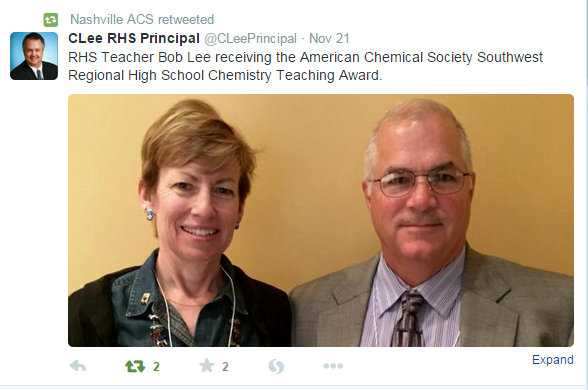 Nashville ACS retweeted
CLee RHS Principal @CLeePrincipal · Nov 21
RHS Teacher Bob Lee receiving the American Chemical Society Southwest
Regional High School Chemistry Teaching Award.
2 2 Expand